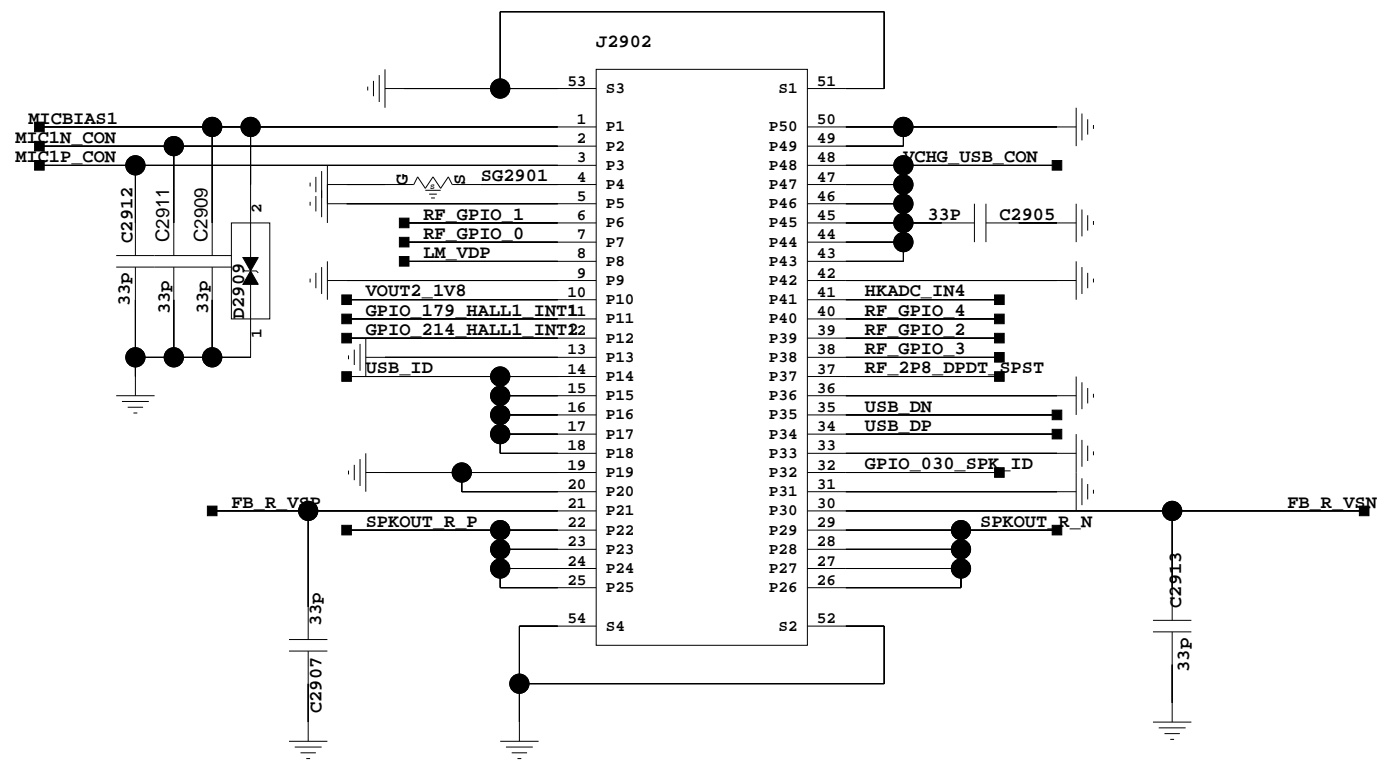 J2902
53 S3 S1 51
MICBIAS1 1 P1 P50 50
MIC1N_CON 2 P2 P49 49
MIC1P_CON 3 P3 P48 48 VCHG_USB_CON
G S SG2901 4 P4 P47 47
5 P5 P46 46
RF_GPIO_1 6 P6 P45 45 33P C2905
RF_GPIO_0 7 P7 P44 44
LM_VDP 8 P8 P43 43
9 P9 P42 42
VOUT2_1V8 10 P10 P41 41 HKADC_IN4
GPIO_179_HALL1_INT1 11 P11 P40 40 RF_GPIO_4
GPIO_214_HALL1_INT2 12 P12 P39 39 RF_GPIO_2
13 P13 P38 38 RF_GPIO_3
USB_ID 14 P14 P37 37 RF_2P8_DPDT_SPST
15 P15 P36 36
16 P16 P35 35 USB_DN
17 P17 P34 34 USB_DP
18 P18 P33 33
19 P19 P32 32 GPIO_030_SPK_ID
20 P20 P31 31
FB_R_VSP 21 P21 P30 30 FB_R_VSN
SPKOUT_R_P 22 P22 P29 29 SPKOUT_R_N
23 P23 P28 28
24 P24 P27 27
25 P25 P26 26
54 S4 S2 52
C2912 33p
C2911 33p
C2909 33p
D2909 2 1
33p C2907
C2913 33p